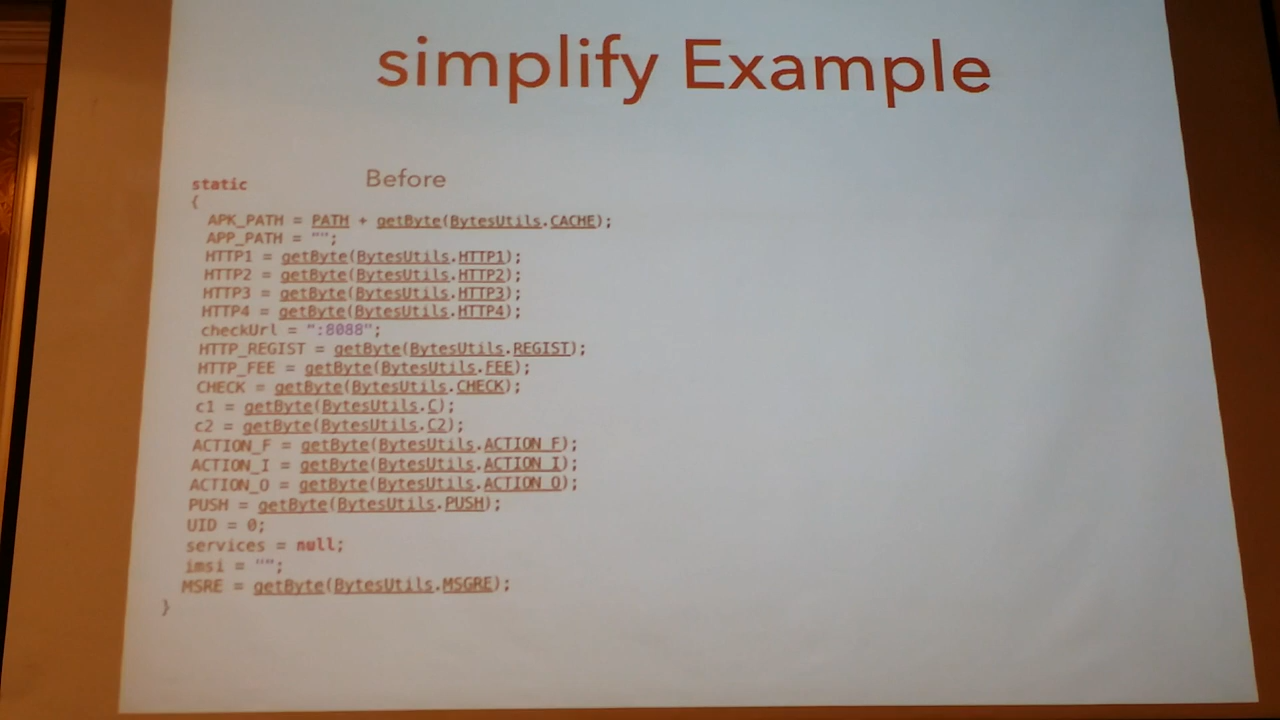 simplify Example
Before
static
{
APK_PATH = PATH + getByte(BytesUtils.CACHE);
APP_PATH = "";
HTTP1 = getByte(BytesUtils.HTTP1);
HTTP2 = getByte(BytesUtils.HTTP2);
HTTP3 = getByte(BytesUtils.HTTP3);
HTTP4 = getByte(BytesUtils.HTTP4);
checkUrl = ":8088";
HTTP_REGIST = getByte(BytesUtils.REGIST);
HTTP_FEE = getByte(BytesUtils.FEE);
CHECK = getByte(BytesUtils.CHECK);
c1 = getByte(BytesUtils.C);
c2 = getByte(BytesUtils.C2);
ACTION_F = getByte(BytesUtils.ACTION_F);
ACTION_I = getByte(BytesUtils.ACTION_I);
ACTION_O = getByte(BytesUtils.ACTION_O);
PUSH = getByte(BytesUtils.PUSH);
UID = 0;
services = null;
imsi = "";
MSRE = getByte(BytesUtils.MSGRE);
}